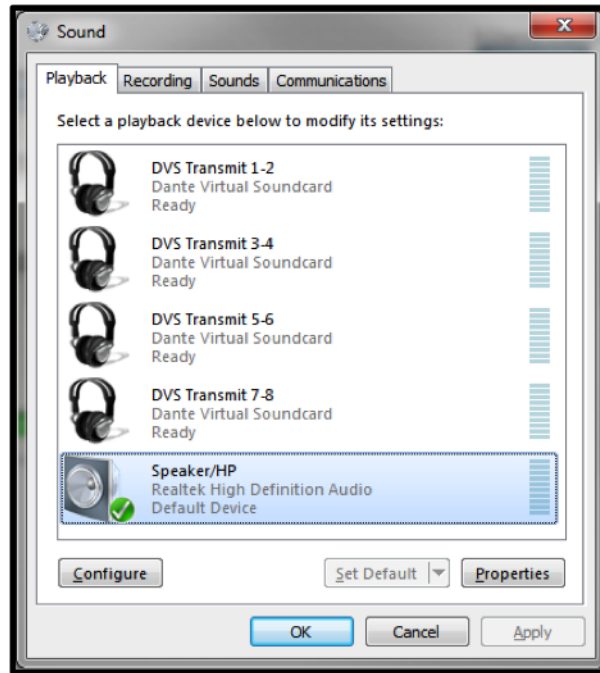 Sound
Playback Recording Sounds Communications
Select a playback device below to modify its settings:
DVS Transmit 1-2
Dante Virtual Soundcard
Ready
DVS Transmit 3-4
Dante Virtual Soundcard
Ready
DVS Transmit 5-6
Dante Virtual Soundcard
Ready
DVS Transmit 7-8
Dante Virtual Soundcard
Ready
Speaker/HP
Realtek High Definition Audio
Default Device
Configure Set Default Properties
OK Cancel Apply